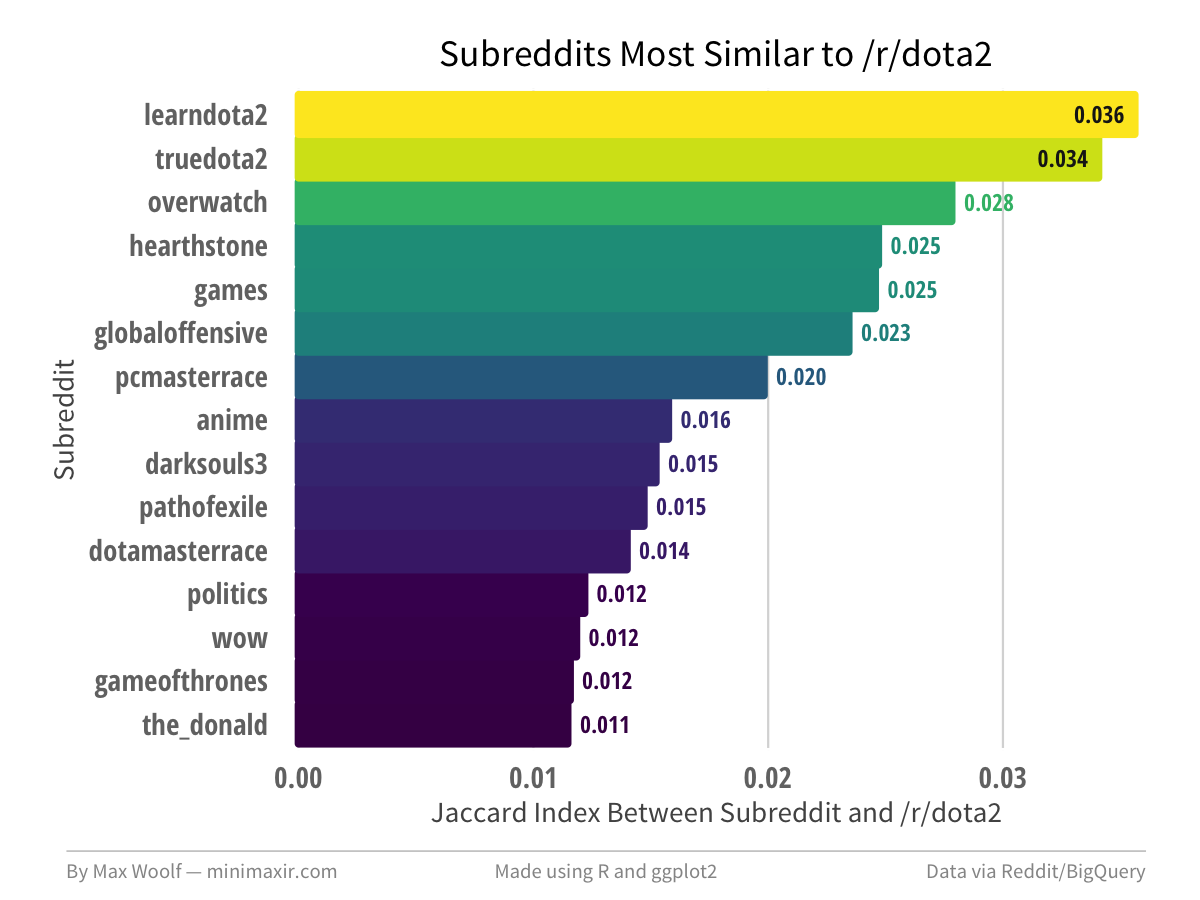 Subreddits Most Similar to /r/dota2
learndota2 0.036
truedota2 0.034
overwatch 0.028
hearthstone 0.025
games 0.025
globaloffensive 0.023
pcmasterrace 0.020
anime 0.016
darksouls3 0.015
pathofexile 0.015
dotamasterrace 0.014
politics 0.012
wow 0.012
gameofthrones 0.012
the_donald 0.011
Subreddit
0.00 0.01 0.02 0.03
Jaccard Index Between Subreddit and /r/dota2
By Max Woolf — minimaxir.com Made using R and ggplot2 Data via Reddit/BigQuery